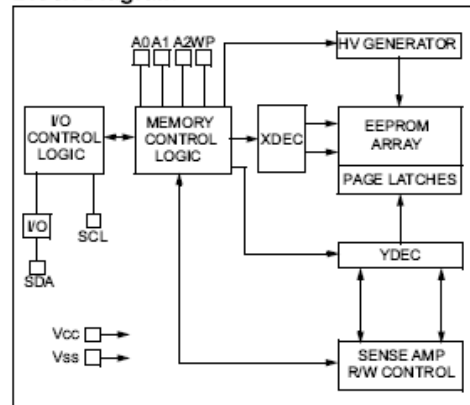 A0 A1 A2 WP
HV GENERATOR
I/O
CONTROL
LOGIC
MEMORY
CONTROL
LOGIC
XDEC
EEPROM
ARRAY
PAGE LATCHES
I/O
SCL
SDA
YDEC
Vcc
Vss
SENSE AMP
R/W CONTROL